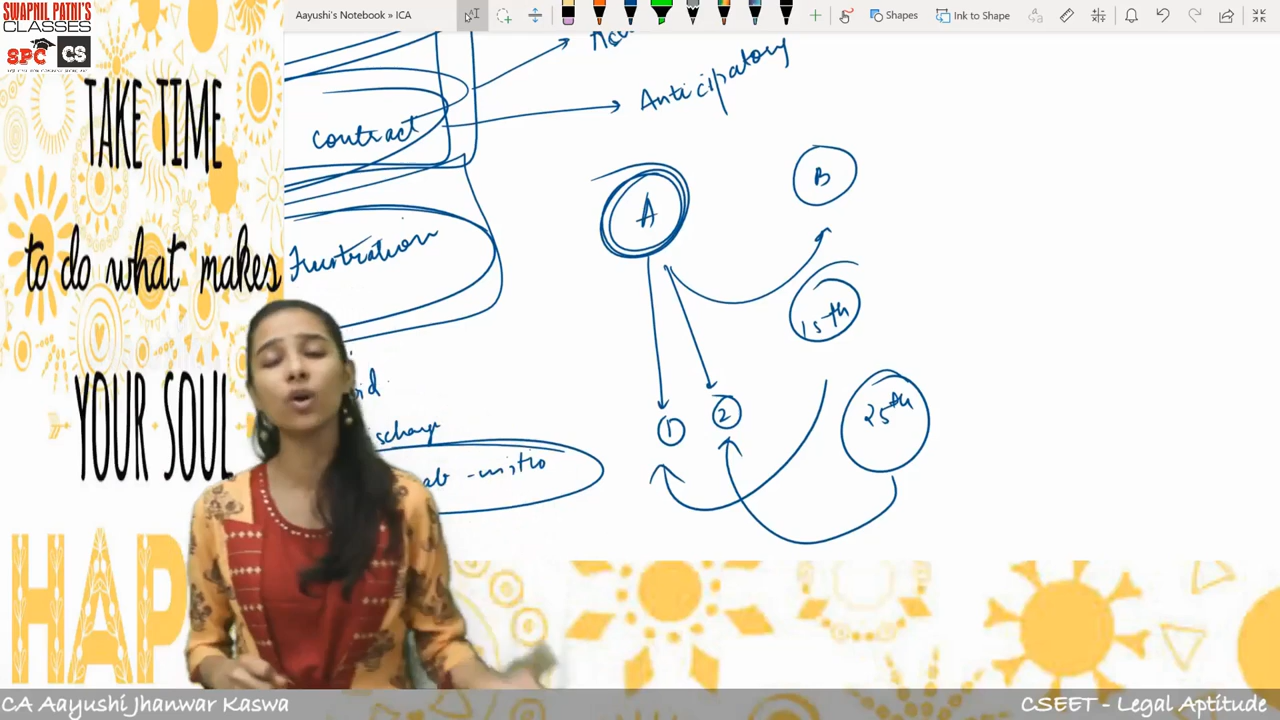 SWAPNIL PATNI'S
CLASSES
SPC CS
Aayushi's Notebook » ICA
Shapes
Ink to Shape
TAKE TIME
to do what makes
YOUR SOUL
HAP
Anticipatory
contract
Frustration
A
B
15th
25th
1
2
CA Aayushi Jhanwar Kaswa
CSEET - Legal Aptitude